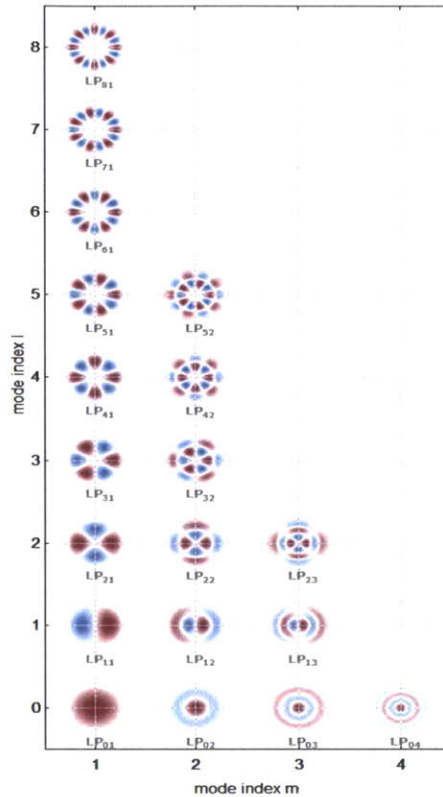 8
LP81
7
LP71
6
LP61
5
LP51 LP52
4
LP41 LP42
mode index l
3
LP31 LP32
2
LP21 LP22 LP23
1
LP11 LP12 LP13
0
LP01 LP02 LP03 LP04
1 2 3 4
mode index m